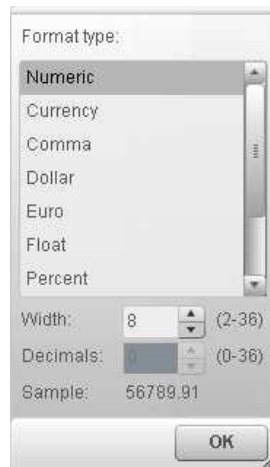 Format type:
Numeric
Currency
Comma
Dollar
Euro
Float
Percent
Width: 8 (2-36)
Decimals: 0 (0-36)
Sample: 56789.91
OK